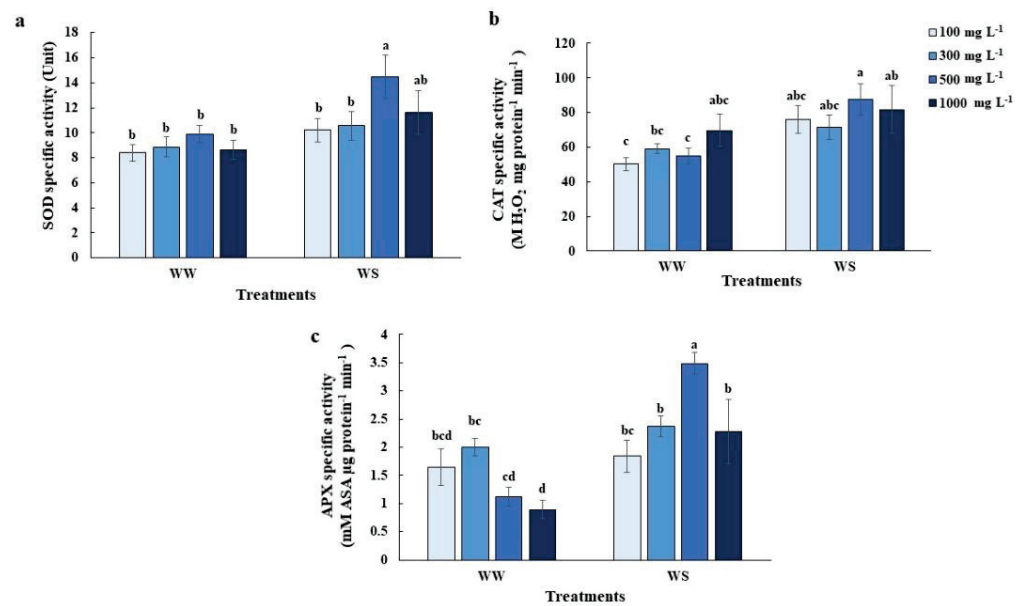 a
SOD specific activity (Unit)
18
16
14
12
10
8
6
4
2
0
b b b b b b a ab
WW WS
Treatments
b
CAT specific activity
(M H₂O₂ mg protein⁻¹ min⁻¹ )
120
100
80
60
40
20
0
c bc c abc abc abc a ab
WW WS
Treatments
100 mg L⁻¹
300 mg L⁻¹
500 mg L⁻¹
1000 mg L⁻¹
c
APX specific activity
(mM ASA µg protein⁻¹ min⁻¹ )
4
3.5
3
2.5
2
1.5
1
0.5
0
bcd bc cd d bc b a b
WW WS
Treatments